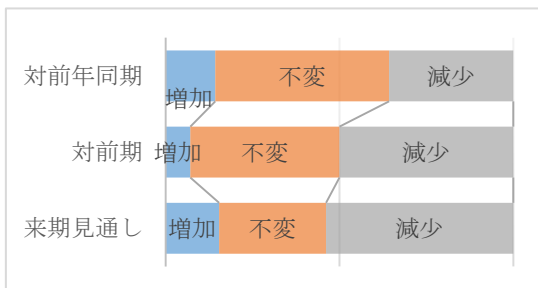 対前年同期 増加 不変 減少
対前期 増加 不変 減少
来期見通し 増加 不変 減少